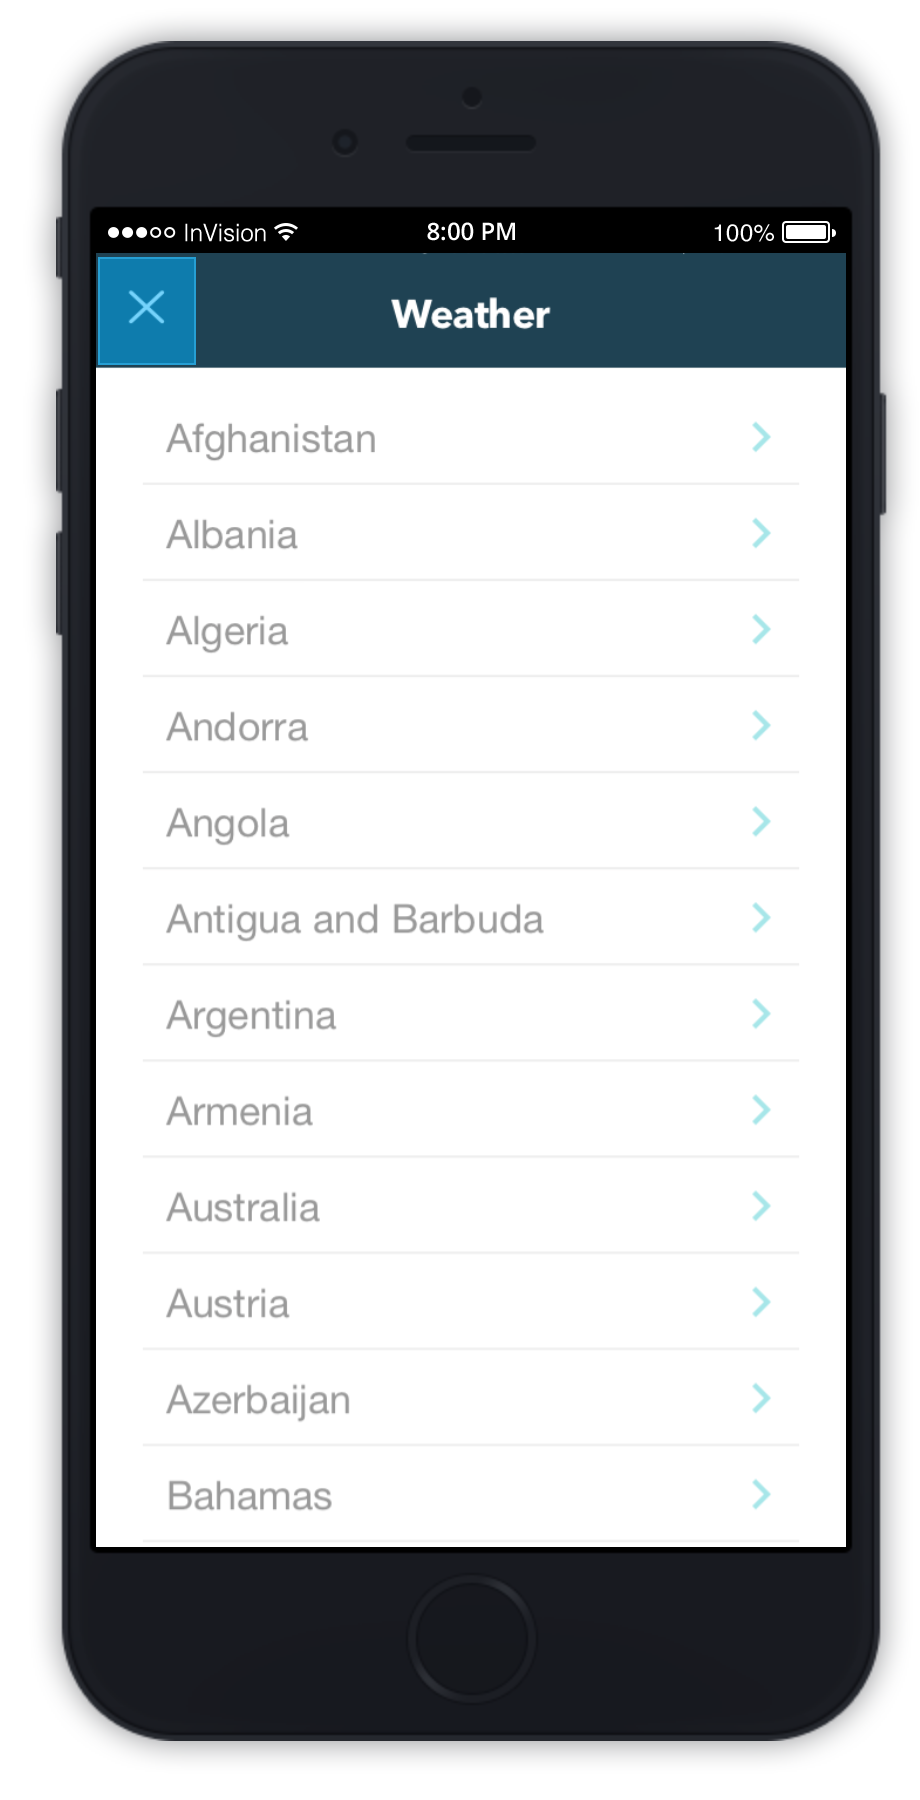 InVision 8:00 PM 100%
Weather
Afghanistan
Albania
Algeria
Andorra
Angola
Antigua and Barbuda
Argentina
Armenia
Australia
Austria
Azerbaijan
Bahamas